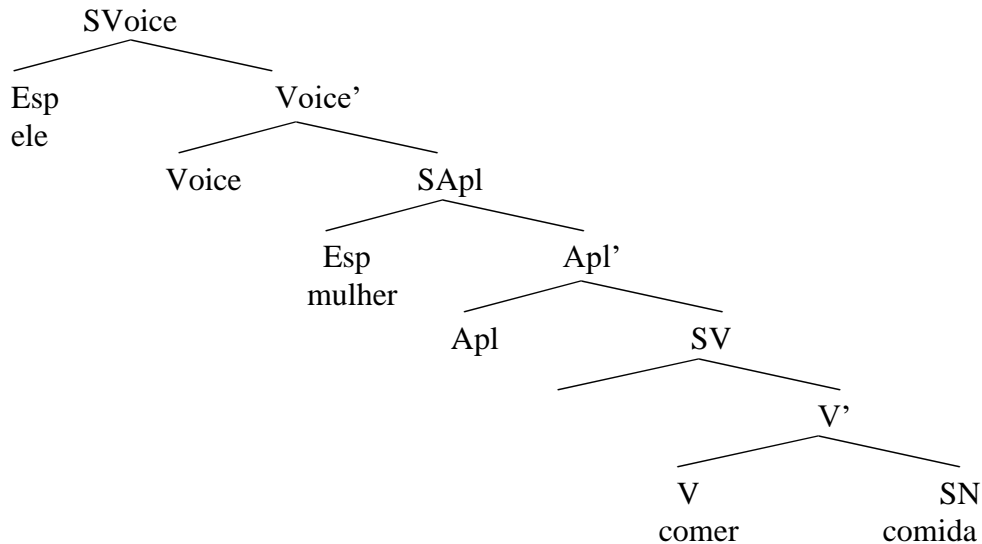 SVoice
Esp Voice’
ele
Voice SApl
Esp Apl’
mulher
Apl SV
V’
V SN
comer comida